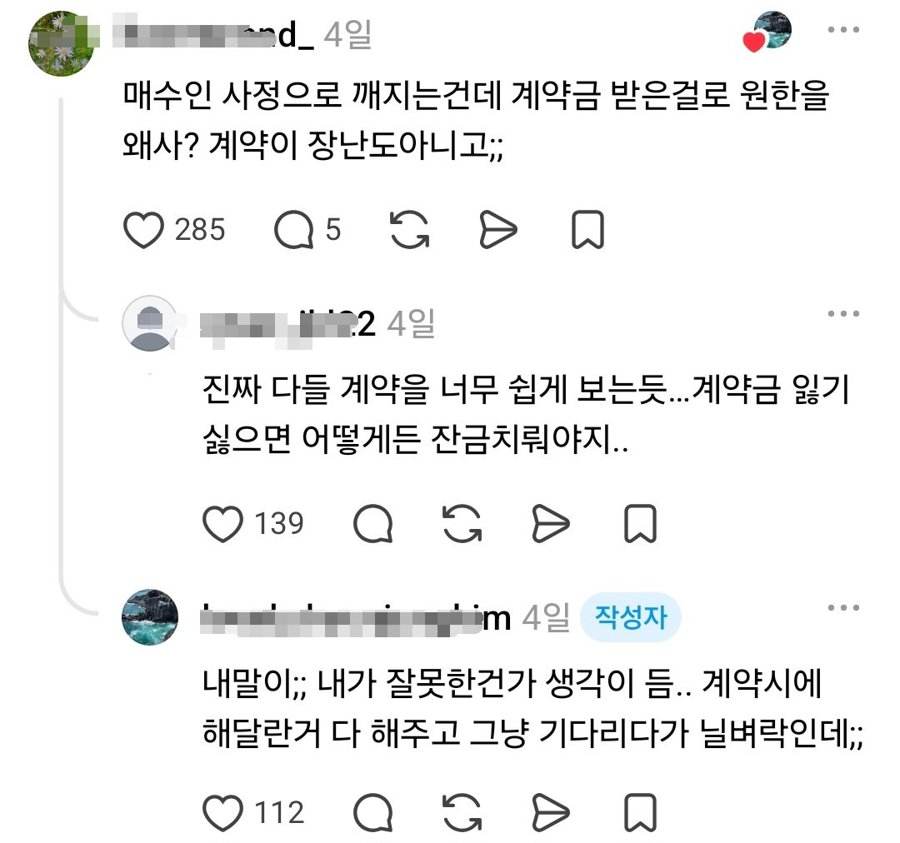 4일
매수인 사정으로 깨지는건데 계약금 받은걸로 원한을
왜사? 계약이 장난도아니고;;
285 5
4일
진짜 다들 계약을 너무 쉽게 보는듯...계약금 잃기
싫으면 어떻게든 잔금치뤄야지..
139
4일 작성자
내말이;; 내가 잘못한건가 생각이 듬.. 계약시에
해달란거 다 해주고 그냥 기다리다가 닐벼락인데;;
112